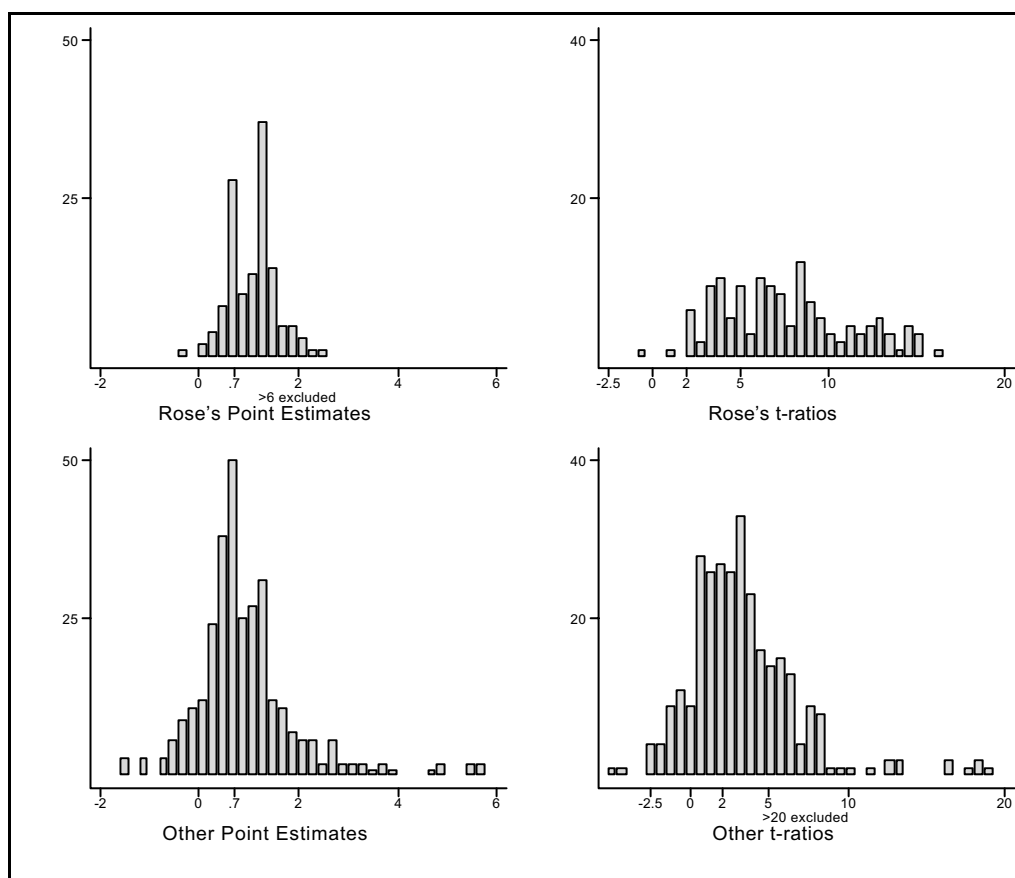 50
25
-2 0 .7 2 4 6
>6 excluded
Rose's Point Estimates
40
20
-2.5 0 2 5 10 20
Rose's t-ratios
50
25
-2 0 .7 2 4 6
Other Point Estimates
40
20
-2.5 0 2 5 10 20
>20 excluded
Other t-ratios